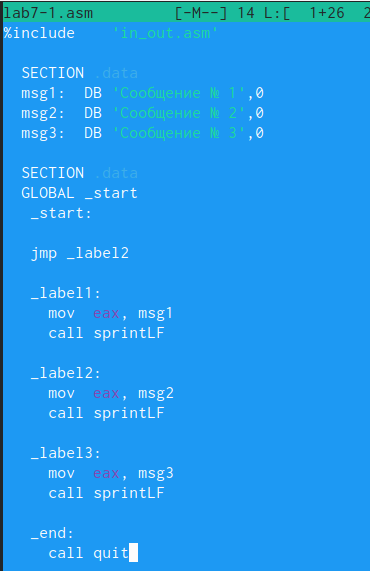 lab7-1.asm [-M--] 14 L:[ 1+26 2
%include 'in_out.asm'
SECTION .data
msg1: DB 'Сообщение № 1',0
msg2: DB 'Сообщение № 2',0
msg3: DB 'Сообщение № 3',0
SECTION .data
GLOBAL _start
_start:
jmp _label2
_label1:
mov eax, msg1
call sprintLF
_label2:
mov eax, msg2
call sprintLF
_label3:
mov eax, msg3
call sprintLF
_end:
call quit